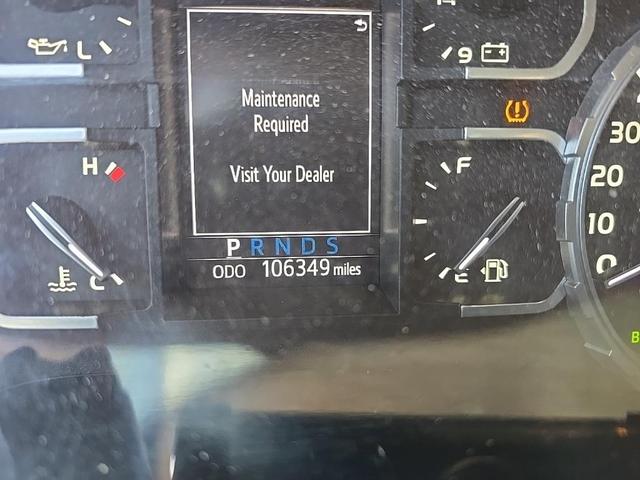 L
9
Maintenance
Required
Visit Your Dealer
H
F
30
20
10
0
C
E
P R N D S
ODO 106349 miles